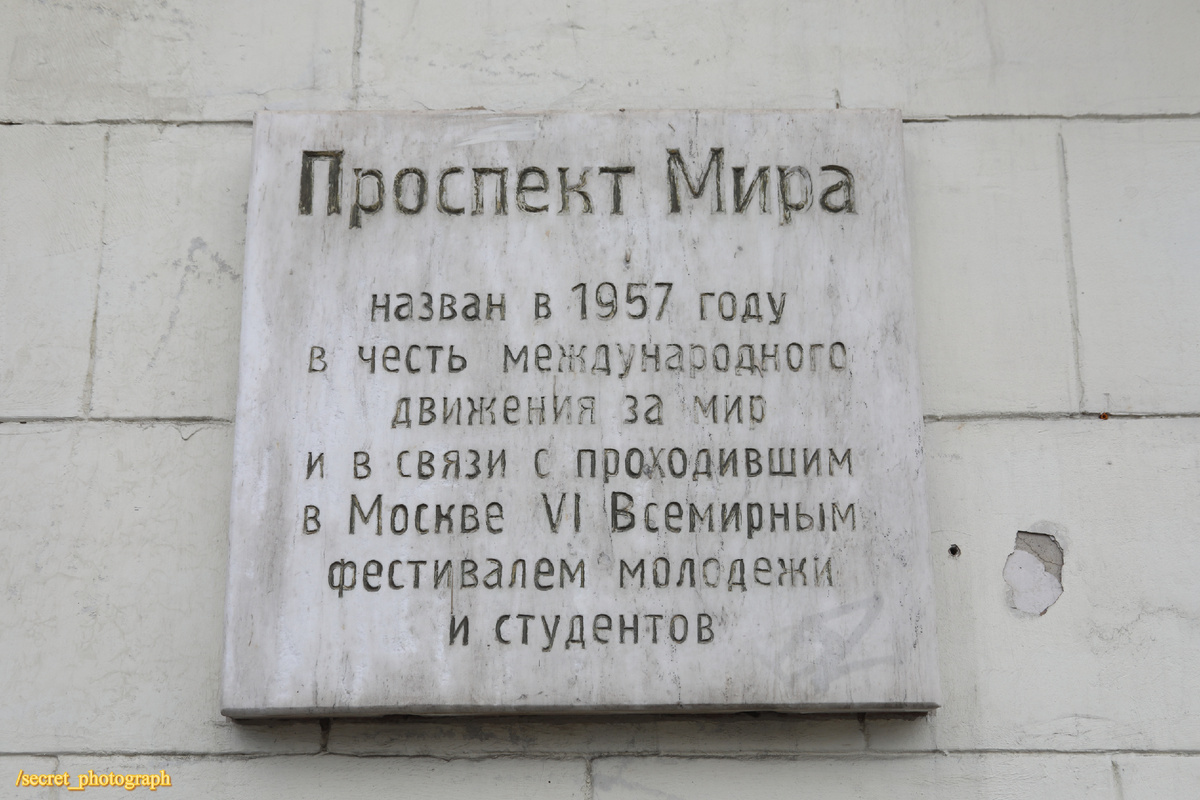 Проспект Мира
назван в 1957 году
в честь международного
движения за мир
и в связи с проходившим
в Москве VI Всемирным
фестивалем молодежи
и студентов
/secret_photograph